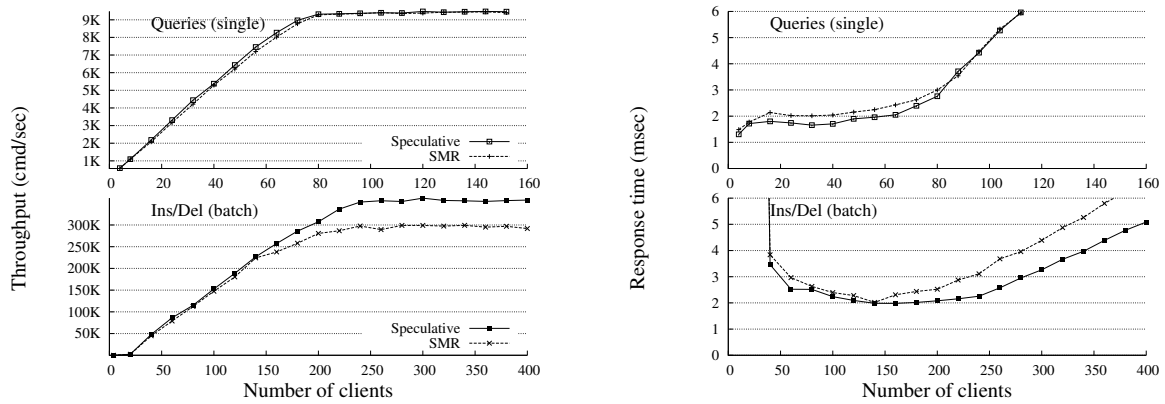 Throughput (cmd/sec)
Queries (single)
9K
8K
7K
6K
5K
4K
3K
2K
1K
Speculative
SMR
0 20 40 60 80 100 120 140 160
Ins/Del (batch)
300K
250K
200K
150K
100K
50K
Speculative
SMR
0 50 100 150 200 250 300 350 400
Number of clients
Response time (msec)
Queries (single)
6
5
4
3
2
1
0
0 20 40 60 80 100 120 140 160
Ins/Del (batch)
6
5
4
3
2
1
0
0 50 100 150 200 250 300 350 400
Number of clients